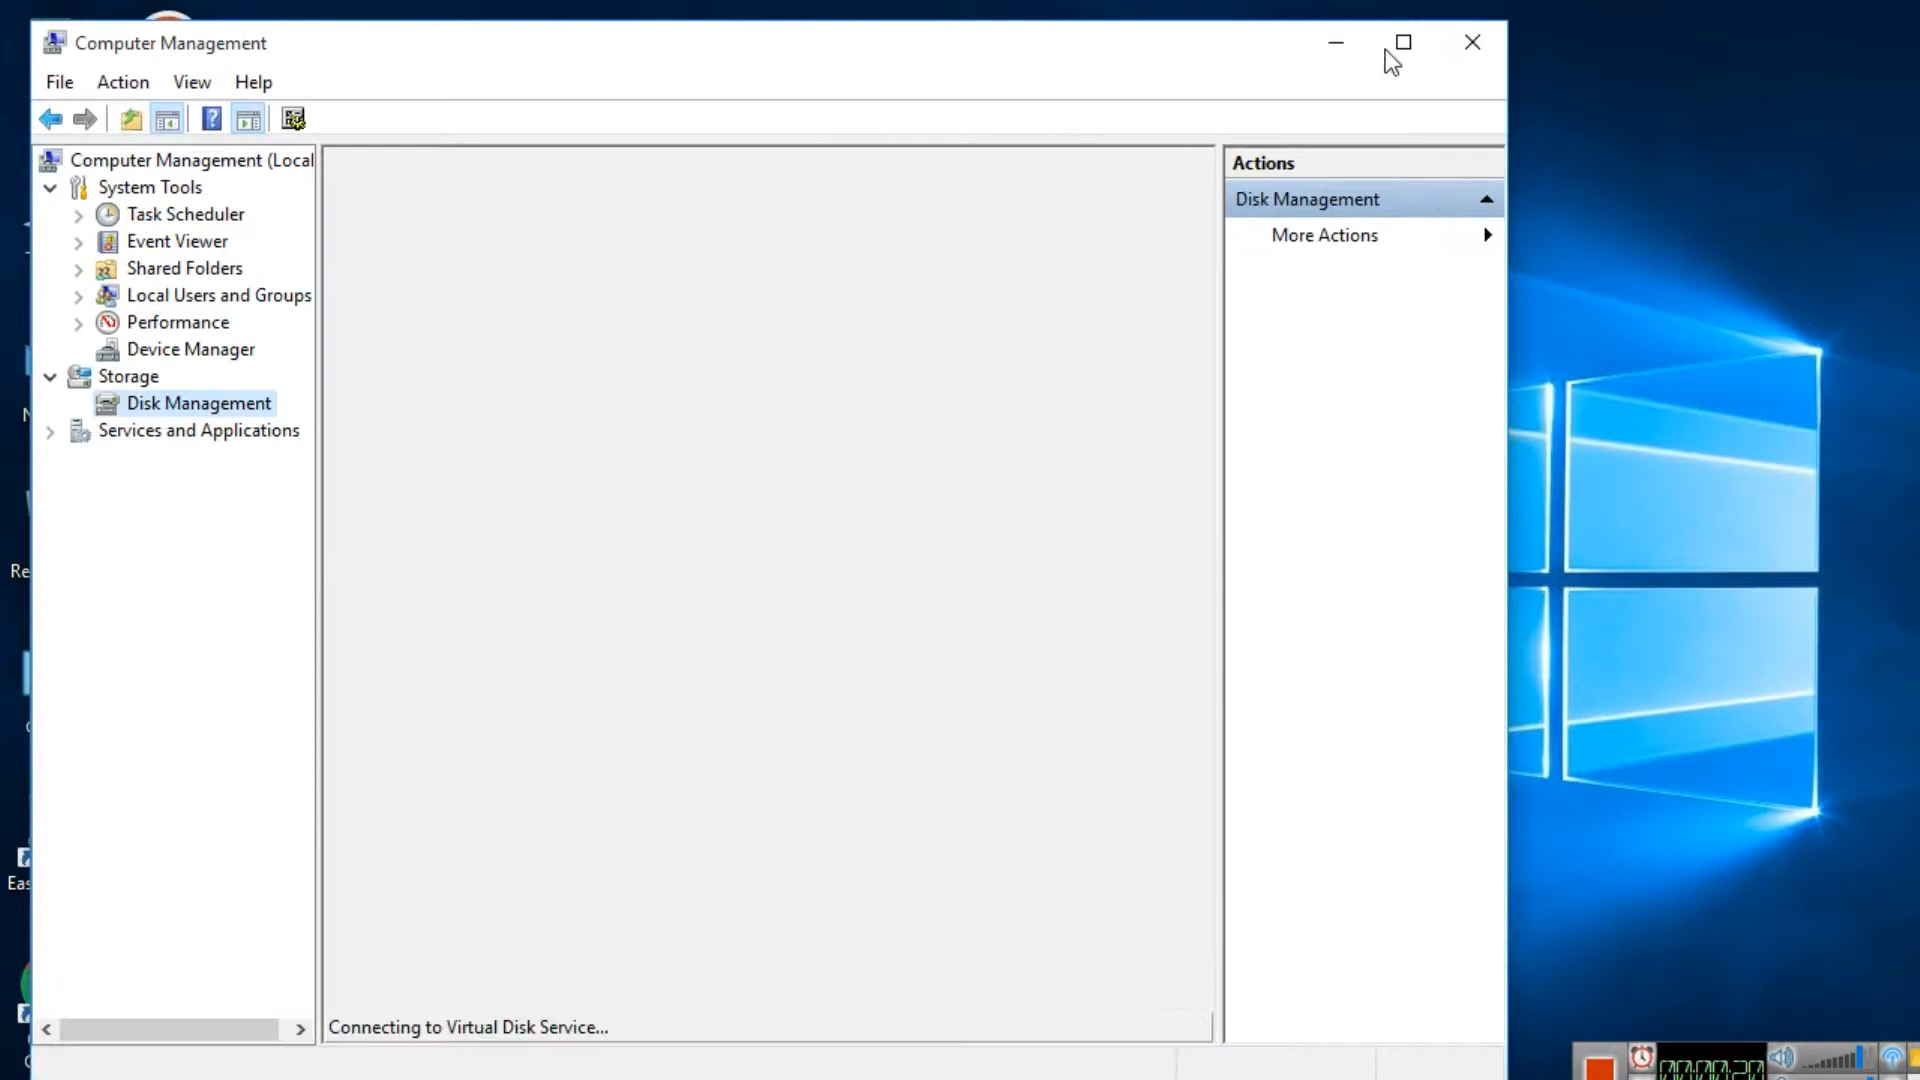 Computer Management
File Action View Help
Computer Management (Local
System Tools
Task Scheduler
Event Viewer
Shared Folders
Local Users and Groups
Performance
Device Manager
Storage
Disk Management
Services and Applications
Actions
Disk Management
More Actions
Connecting to Virtual Disk Service...
Re
Eas